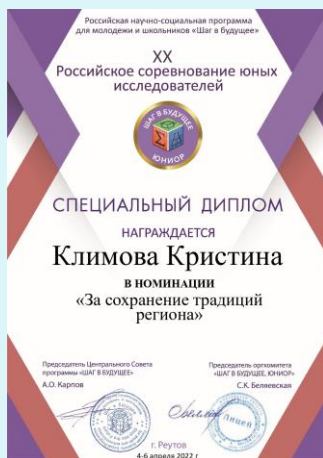 Российская научно-социальная программа
для молодежи и школьников «Шаг в будущее»
XX
Российское соревнование юных
исследователей
ШАГ В БУДУЩЕЕ
ЮНИОР
СПЕЦИАЛЬНЫЙ ДИПЛОМ
НАГРАЖДАЕТСЯ
Климова Кристина
В НОМИНАЦИИ
«За сохранение традиций
региона»
Председатель Центрального Совета
программы «ШАГ В БУДУЩЕЕ»
А.О. Карпов
Председатель оргкомитета
«ШАГ В БУДУЩЕЕ, ЮНИОР»
С.К. Беляевская
Лицей
г. Реутов
4-6 апреля 2022 г